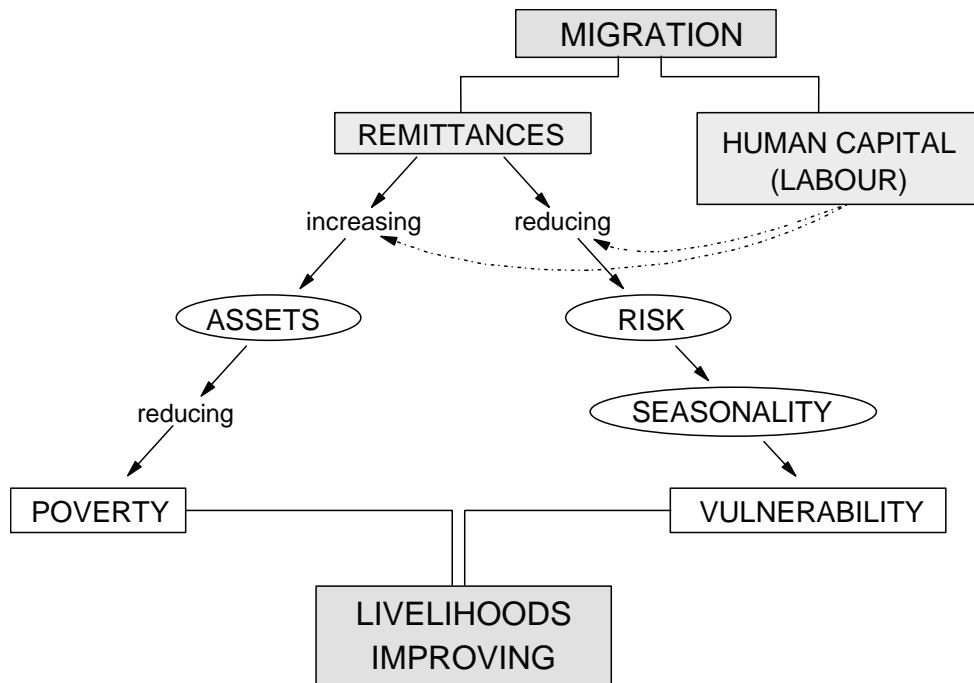 MIGRATION
REMITTANCES
HUMAN CAPITAL
(LABOUR)
increasing
reducing
ASSETS
RISK
reducing
SEASONALITY
POVERTY
VULNERABILITY
LIVELIHOODS
IMPROVING